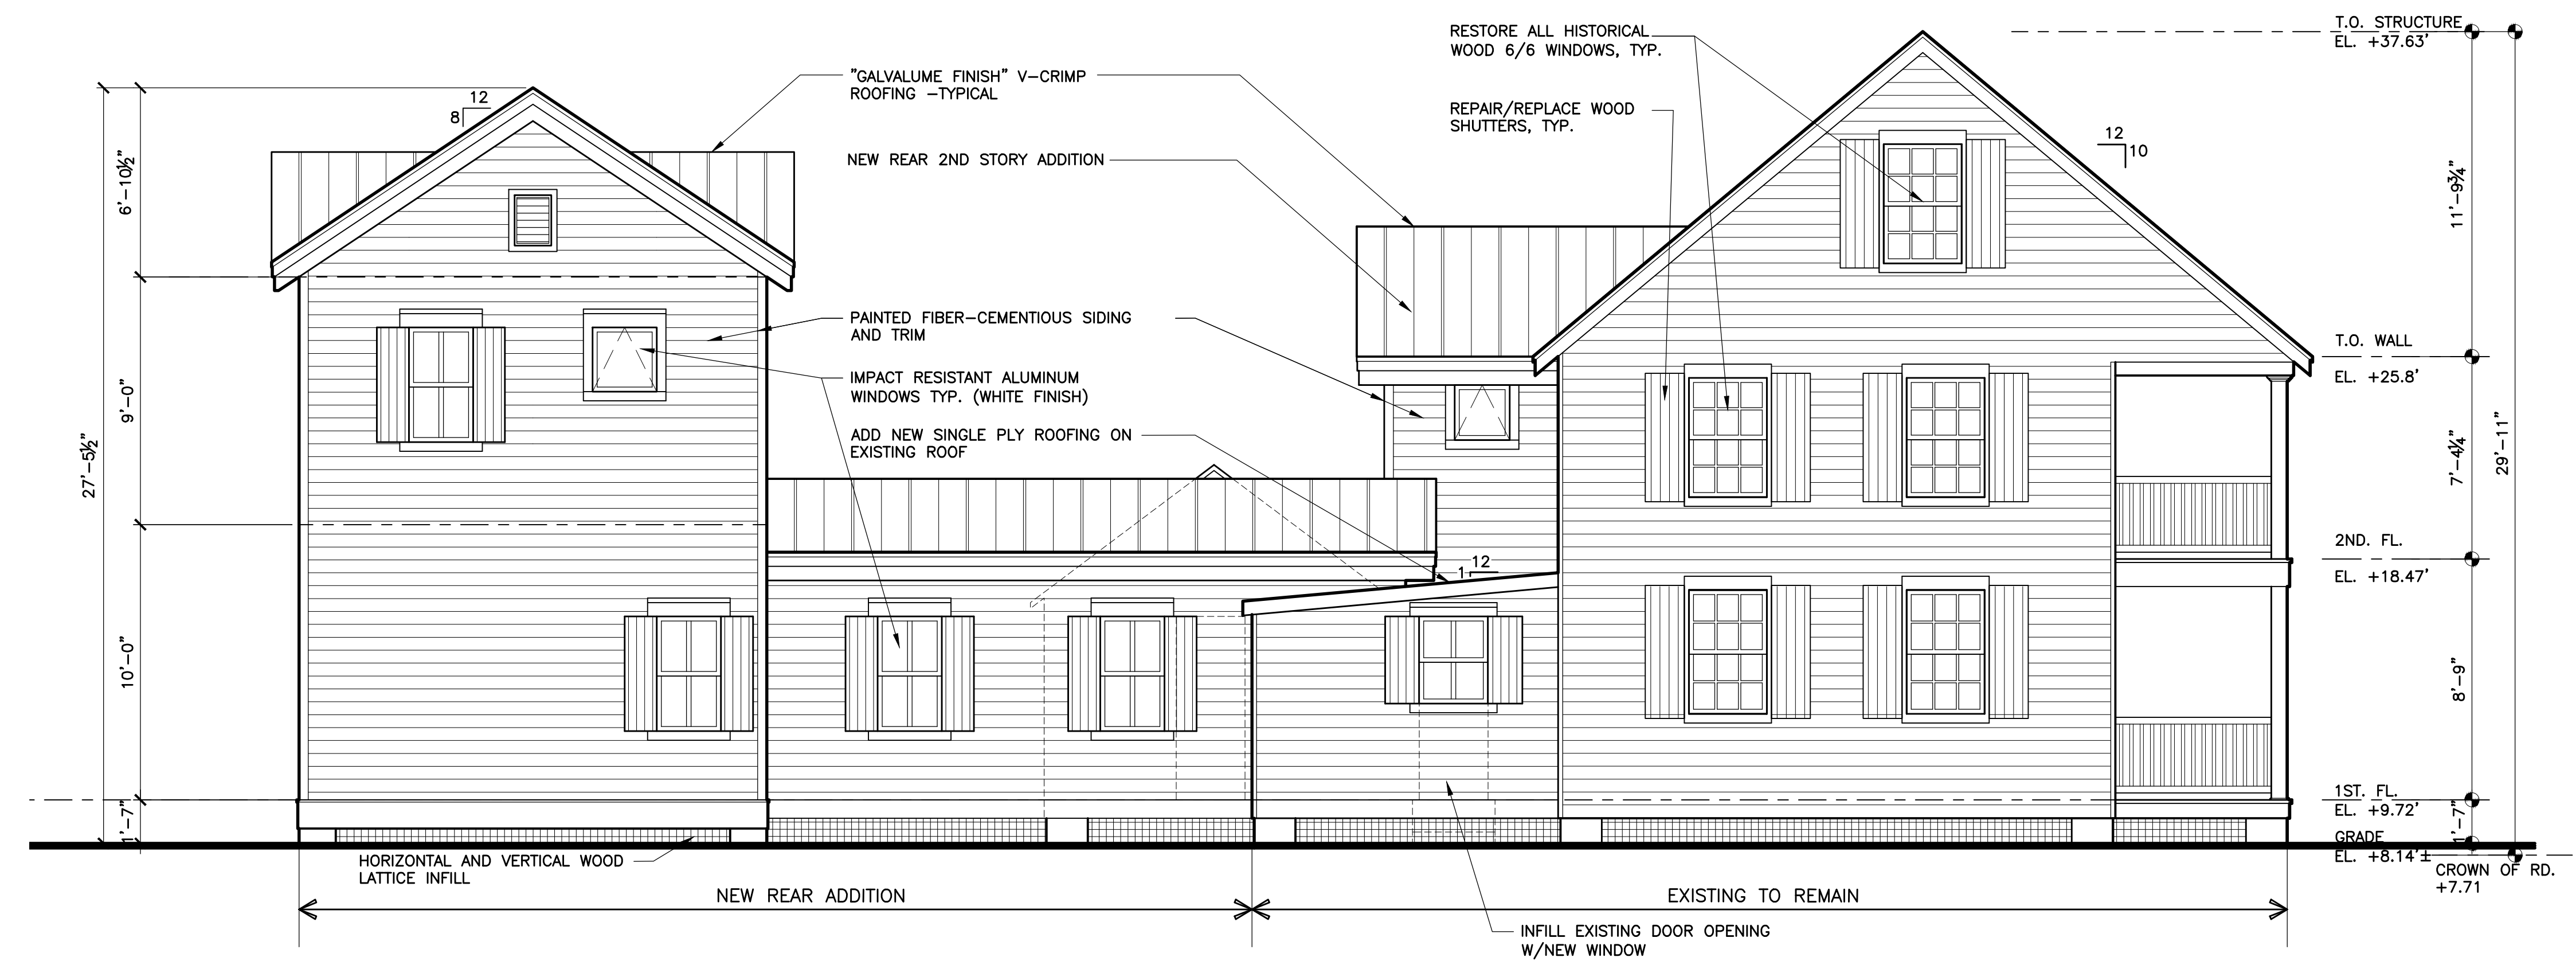 RESTORE ALL HISTORICAL
WOOD 6/6 WINDOWS, TYP.
T.O. STRUCTURE
EL. +37.63'
"GALVALUME FINISH" V-CRIMP
ROOFING -TYPICAL
12
8
REPAIR/REPLACE WOOD
SHUTTERS, TYP.
12
10
NEW REAR 2ND STORY ADDITION
6'-10½"
11'-9¾"
PAINTED FIBER-CEMENTIOUS SIDING
AND TRIM
T.O. WALL
EL. +25.8'
IMPACT RESISTANT ALUMINUM
WINDOWS TYP. (WHITE FINISH)
9'-0"
ADD NEW SINGLE PLY ROOFING ON
EXISTING ROOF
27'-5½"
7'-4¼"
29'-11"
2ND. FL.
EL. +18.47'
12
1
10'-0"
8'-9"
1ST. FL.
EL. +9.72'
1'-7"
1'-7"
GRADE
EL. +8.14'±
CROWN OF RD.
+7.71
HORIZONTAL AND VERTICAL WOOD
LATTICE INFILL
NEW REAR ADDITION
EXISTING TO REMAIN
INFILL EXISTING DOOR OPENING
W/NEW WINDOW